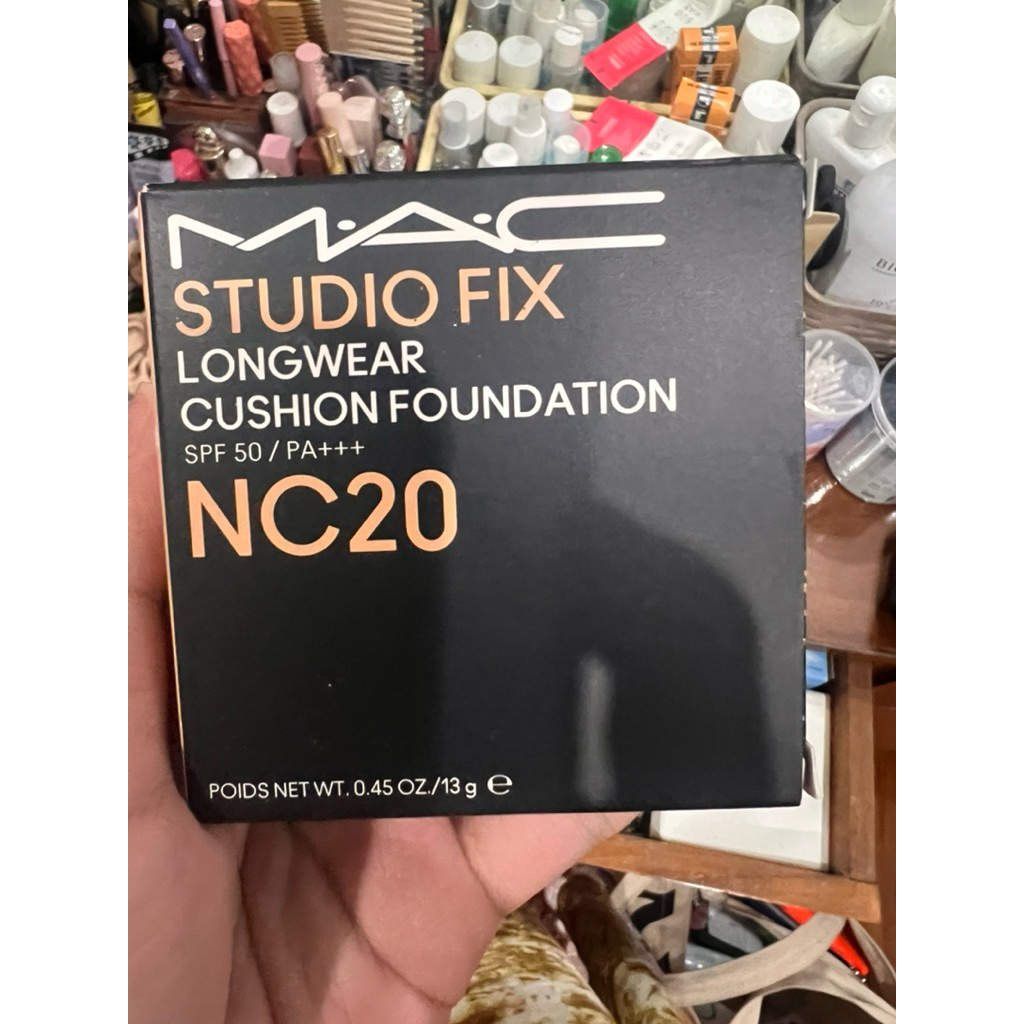 M·A·C
STUDIO FIX
LONGWEAR
CUSHION FOUNDATION
SPF 50 / PA+++
NC20
POIDS NET WT. 0.45 OZ./13 g ℮